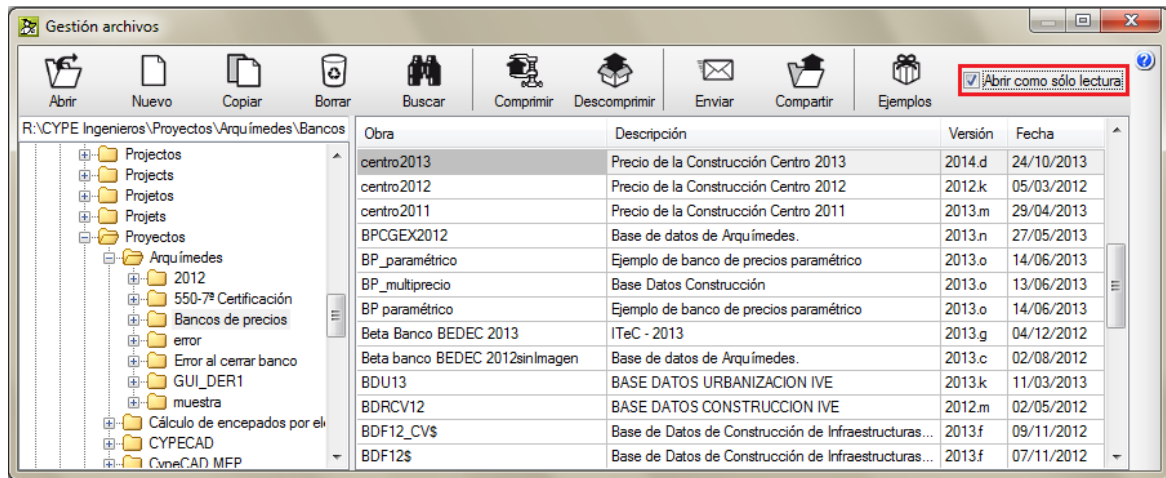 Gestión archivos
Abrir Nuevo Copiar Borrar Buscar Comprimir Descomprimir Enviar Compartir Ejemplos Abrir como sólo lectura
R:\CYPE Ingenieros\Proyectos\Arquímedes\Bancos
Projectos
Projects
Projetos
Projets
Proyectos
Arquímedes
2012
550-7ª Certificación
Bancos de precios
error
Error al cerrar banco
GUI_DER1
muestra
Cálculo de encepados por el
CYPECAD
CypeCAD MEP
Obra Descripción Versión Fecha
centro2013 Precio de la Construcción Centro 2013 2014.d 24/10/2013
centro2012 Precio de la Construcción Centro 2012 2012.k 05/03/2012
centro2011 Precio de la Construcción Centro 2011 2013.m 29/04/2013
BPCGEX2012 Base de datos de Arquímedes. 2013.n 27/05/2013
BP_paramétrico Ejemplo de banco de precios paramétrico 2013.o 14/06/2013
BP_multiprecio Base Datos Construcción 2013.o 13/06/2013
BP paramétrico Ejemplo de banco de precios paramétrico 2013.o 14/06/2013
Beta Banco BEDEC 2013 ITeC - 2013 2013.g 04/12/2012
Beta banco BEDEC 2012sinImagen Base de datos de Arquímedes. 2013.c 02/08/2012
BDU13 BASE DATOS URBANIZACION IVE 2013.k 11/03/2013
BDRCV12 BASE DATOS CONSTRUCCION IVE 2012.m 02/05/2012
BDF12_CV$ Base de Datos de Construcción de Infraestructuras... 2013.f 09/11/2012
BDF12$ Base de Datos de Construcción de Infraestructuras... 2013.f 07/11/2012